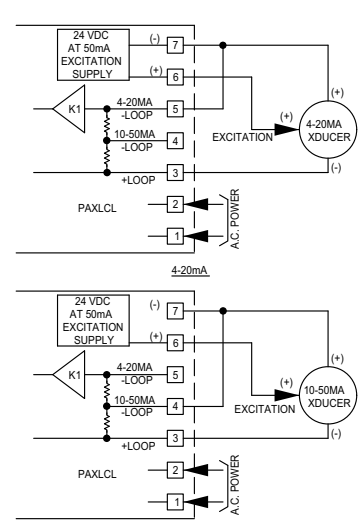 24 VDC
AT 50mA
EXCITATION
SUPPLY
(-)
7
(+)
6
K1
4-20MA
-LOOP
5
10-50MA
-LOOP
4
+LOOP
3
EXCITATION
(+)
4-20MA
XDUCER
(+)
(-)
PAXLCL
2
1
A.C. POWER
4-20mA
24 VDC
AT 50mA
EXCITATION
SUPPLY
(-)
7
(+)
6
K1
4-20MA
-LOOP
5
10-50MA
-LOOP
4
+LOOP
3
EXCITATION
(+)
10-50MA
XDUCER
(+)
(-)
PAXLCL
2
1
A.C. POWER